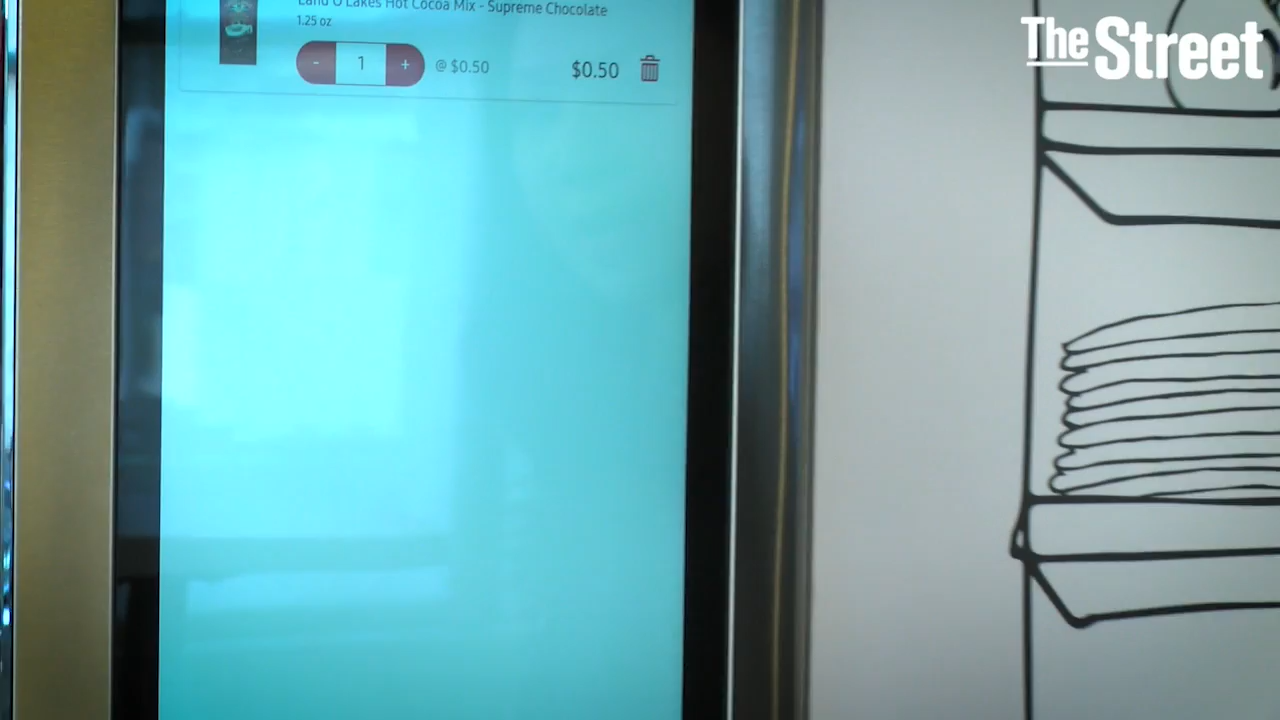 Land O Lakes Hot Cocoa Mix - Supreme Chocolate
1.25 oz
- 1 + @ $0.50 $0.50
TheStreet